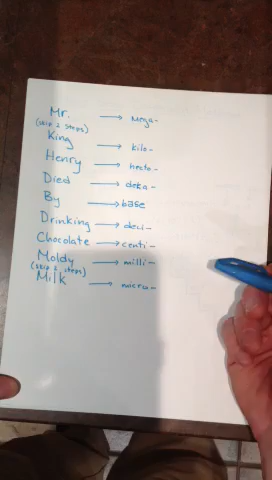 Mr. → Mega-
(skip 2 steps)
King → kilo-
Henry → hecto-
Died → deka-
By → base
Drinking → deci-
Chocolate → centi-
Moldy → milli-
(skip 2 steps)
Milk → micro-